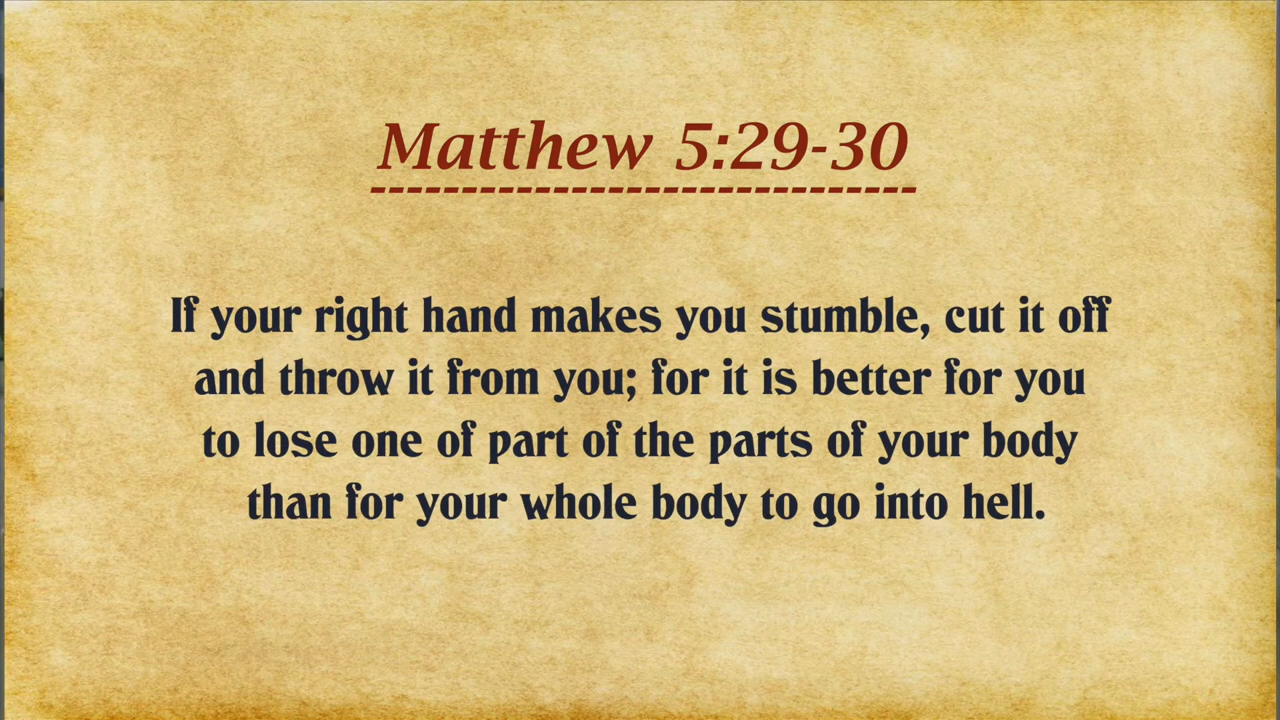 Matthew 5:29-30
If your right hand makes you stumble, cut it off
and throw it from you; for it is better for you
to lose one of part of the parts of your body
than for your whole body to go into hell.